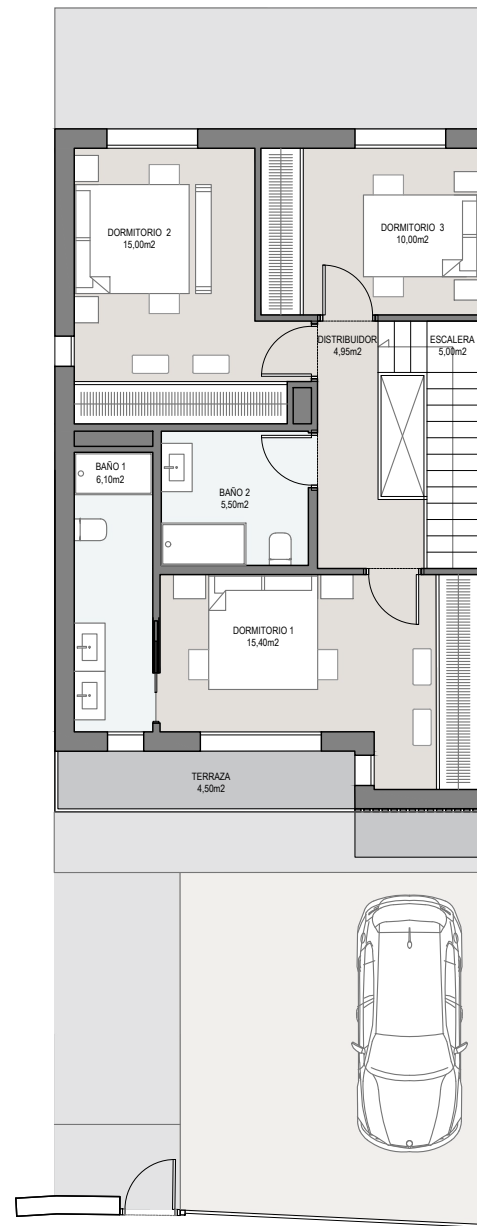 DORMITORIO 2
15,00m2
DORMITORIO 3
10,00m2
DISTRIBUIDOR
4,95m2
ESCALERA
5,00m2
BAÑO 1
6,10m2
BAÑO 2
5,50m2
DORMITORIO 1
15,40m2
TERRAZA
4,50m2